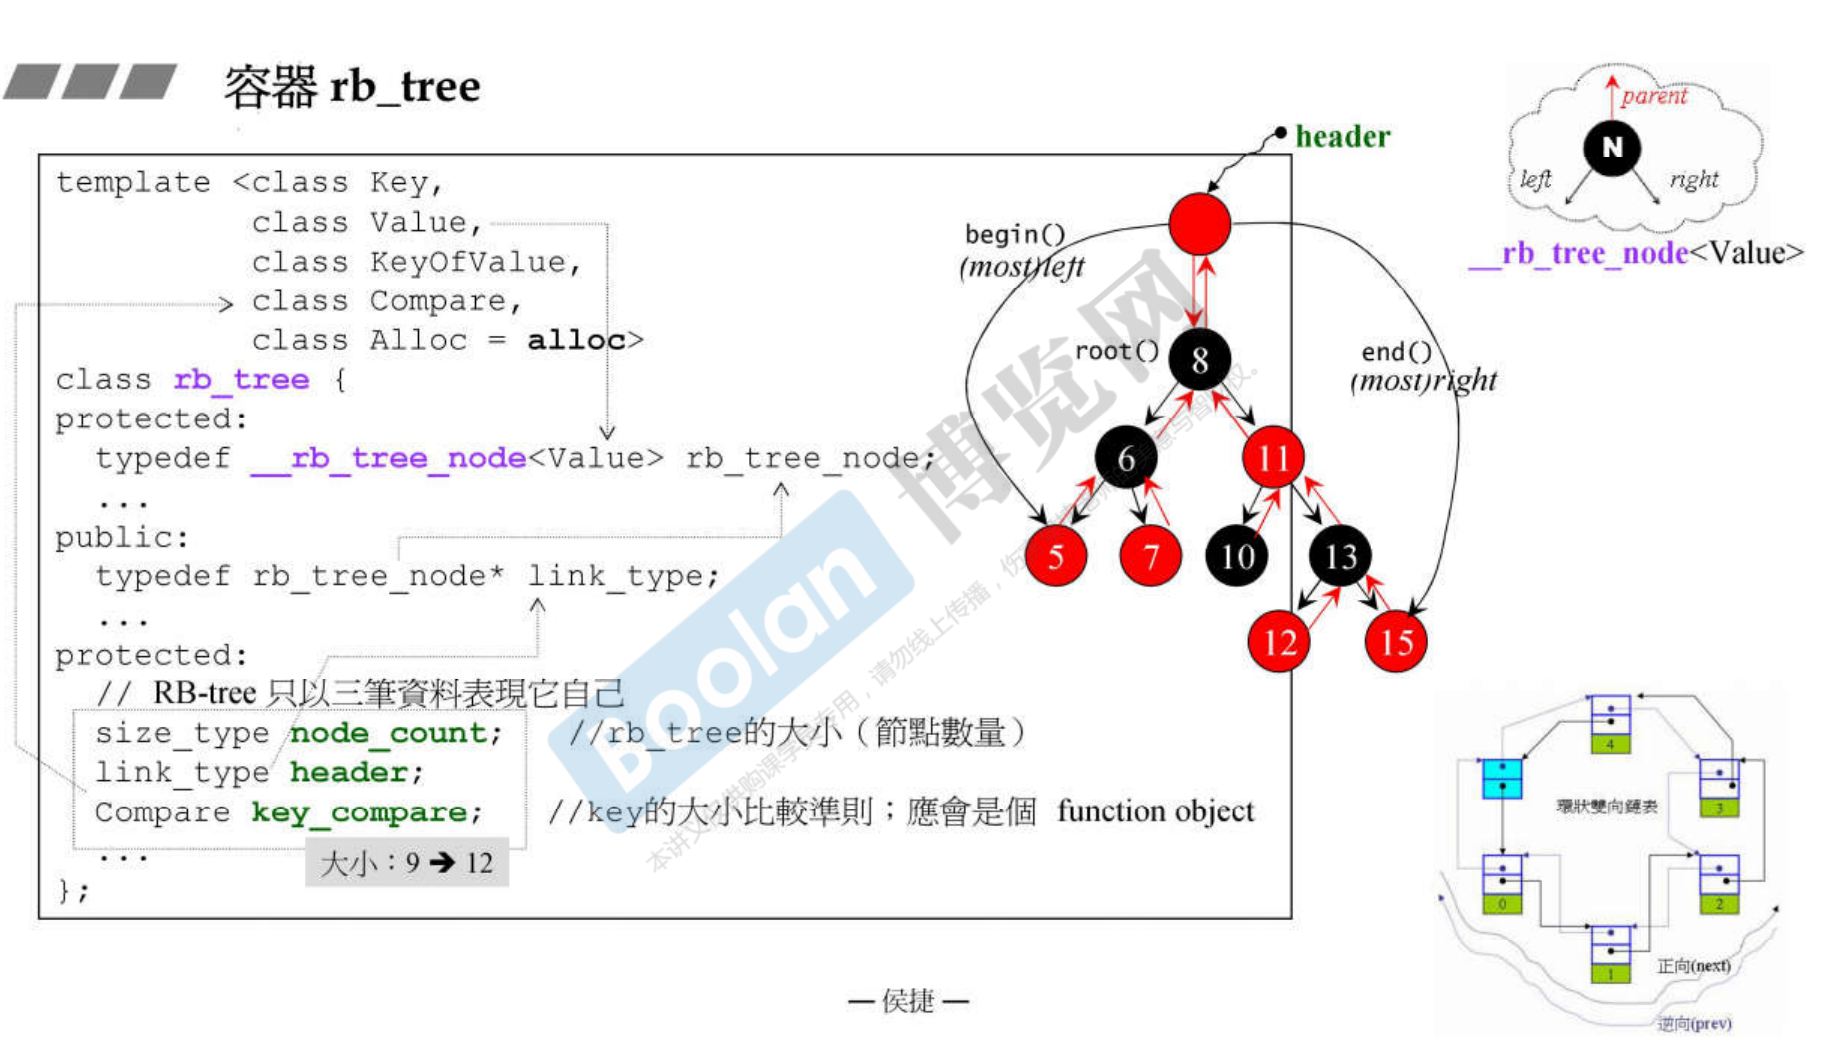 容器 rb_tree
template <class Key,
class Value,
class KeyOfValue,
class Compare,
class Alloc = alloc>
class rb_tree {
protected:
typedef __rb_tree_node<Value> rb_tree_node;
...
public:
typedef rb_tree_node* link_type;
...
protected:
// RB-tree 只以三筆資料表現它自己
size_type node_count; //rb_tree的大小（節點數量）
link_type header;
Compare key_compare; //key的大小比較準則；應會是個 function object
...
大小：9 ➔ 12
};
header
begin()
(most)left
root()
end()
(most)right
8
6
11
5
7
10
13
12
15
parent
N
left
right
__rb_tree_node<Value>
4
3
環狀雙向鏈表
0
2
1
正向(next)
逆向(prev)
— 侯捷 —
Boolan
博览网